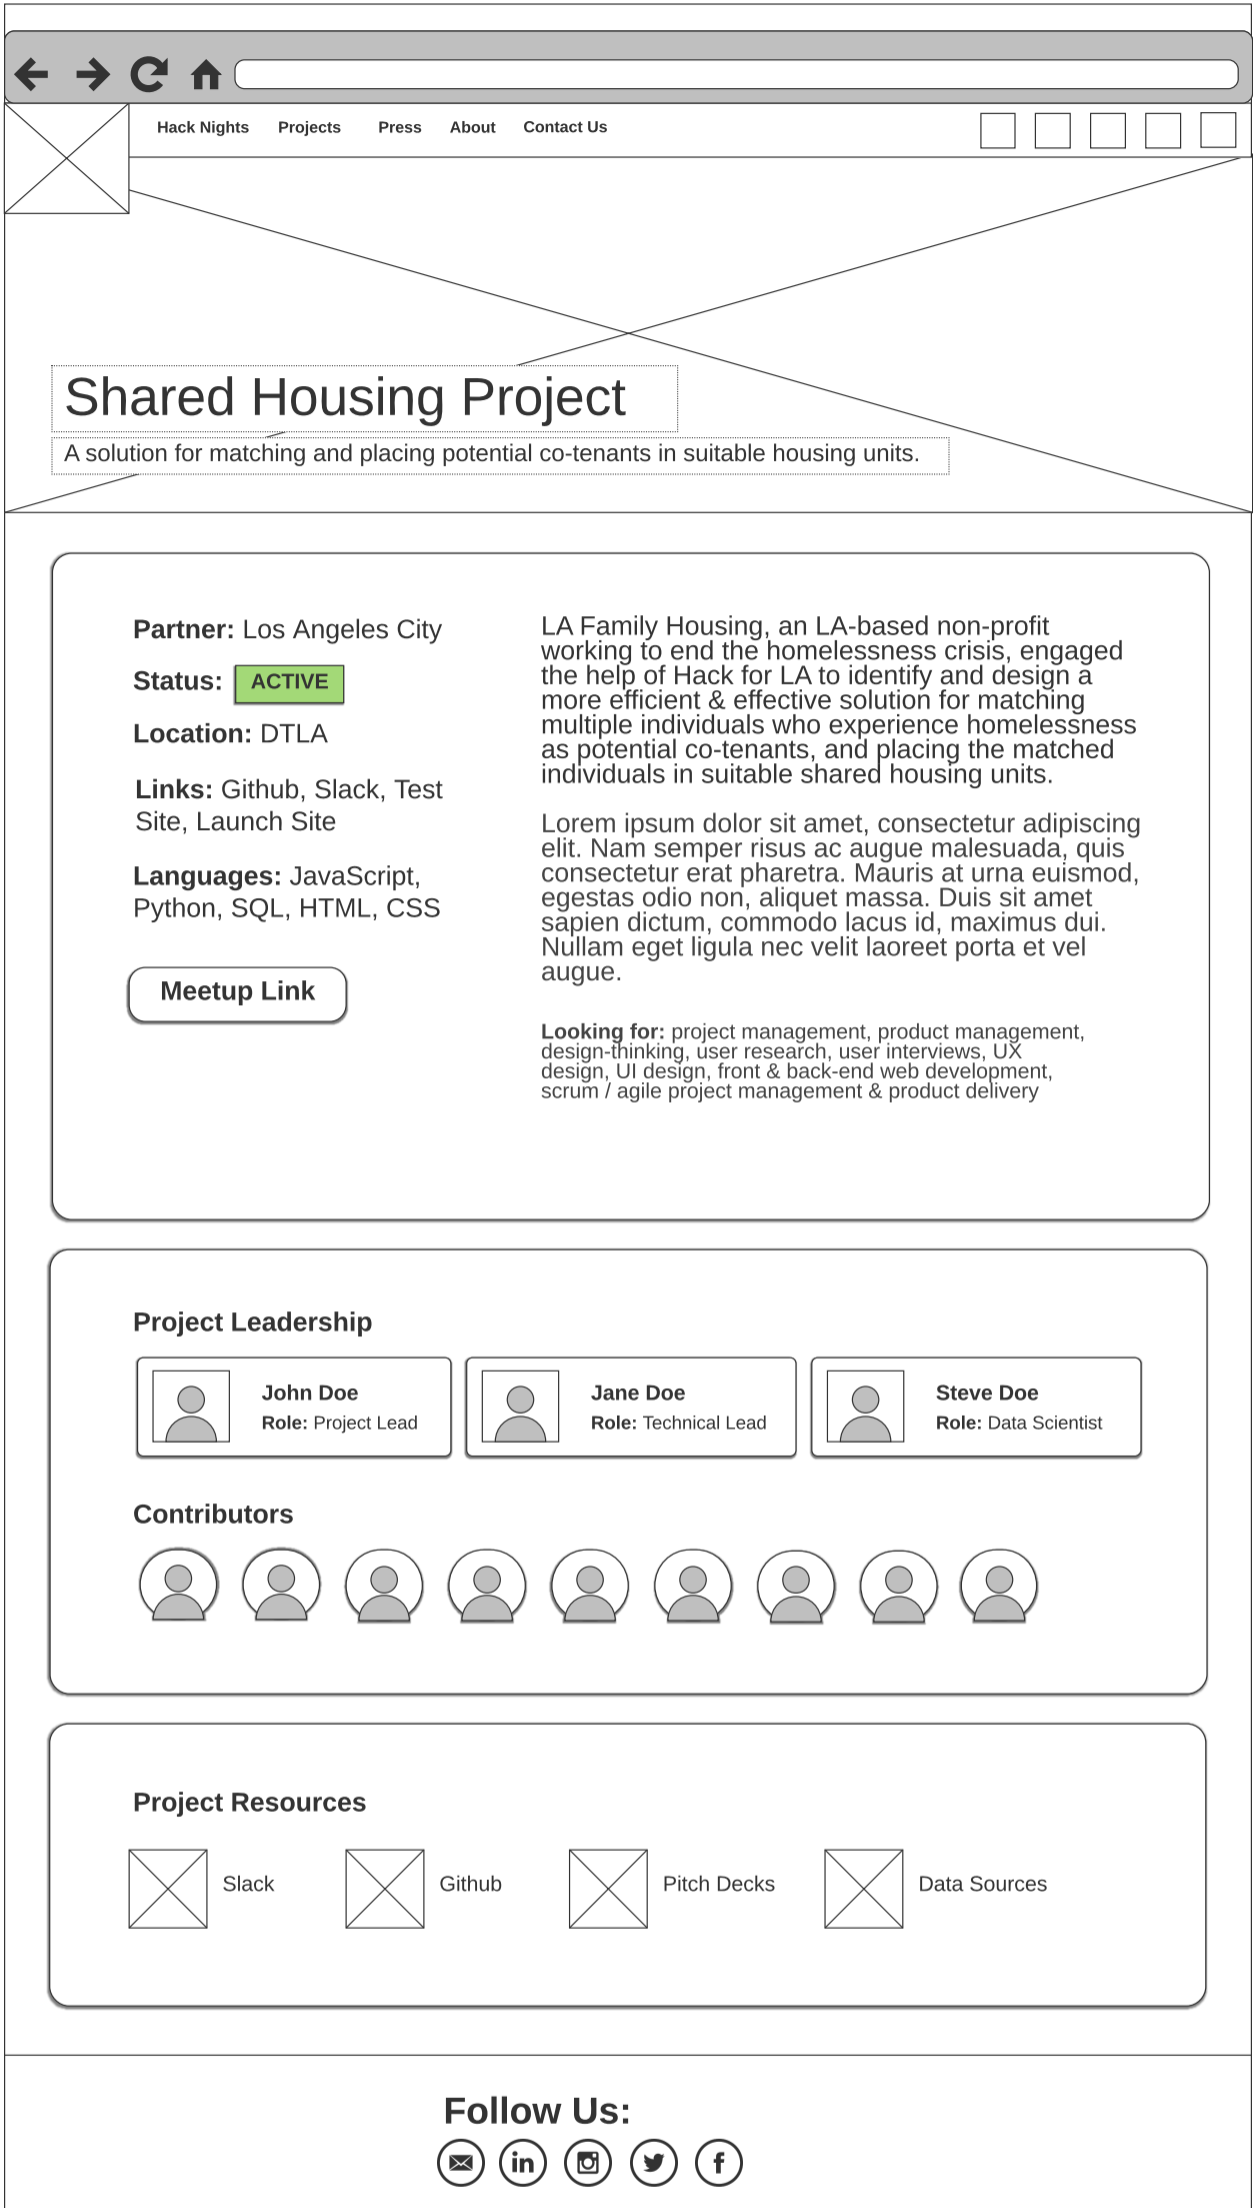 Hack Nights Projects Press About Contact Us
Shared Housing Project
A solution for matching and placing potential co-tenants in suitable housing units.
Partner: Los Angeles City
Status: ACTIVE
Location: DTLA
Links: Github, Slack, Test
Site, Launch Site
Languages: JavaScript,
Python, SQL, HTML, CSS
Meetup Link
LA Family Housing, an LA-based non-profit
working to end the homelessness crisis, engaged
the help of Hack for LA to identify and design a
more efficient & effective solution for matching
multiple individuals who experience homelessness
as potential co-tenants, and placing the matched
individuals in suitable shared housing units.
Lorem ipsum dolor sit amet, consectetur adipiscing
elit. Nam semper risus ac augue malesuada, quis
consectetur erat pharetra. Mauris at urna euismod,
egestas odio non, aliquet massa. Duis sit amet
sapien dictum, commodo lacus id, maximus dui.
Nullam eget ligula nec velit laoreet porta et vel
augue.
Looking for: project management, product management,
design-thinking, user research, user interviews, UX
design, UI design, front & back-end web development,
scrum / agile project management & product delivery
Project Leadership
John Doe
Role: Project Lead
Jane Doe
Role: Technical Lead
Steve Doe
Role: Data Scientist
Contributors
Project Resources
Slack
Github
Pitch Decks
Data Sources
Follow Us: